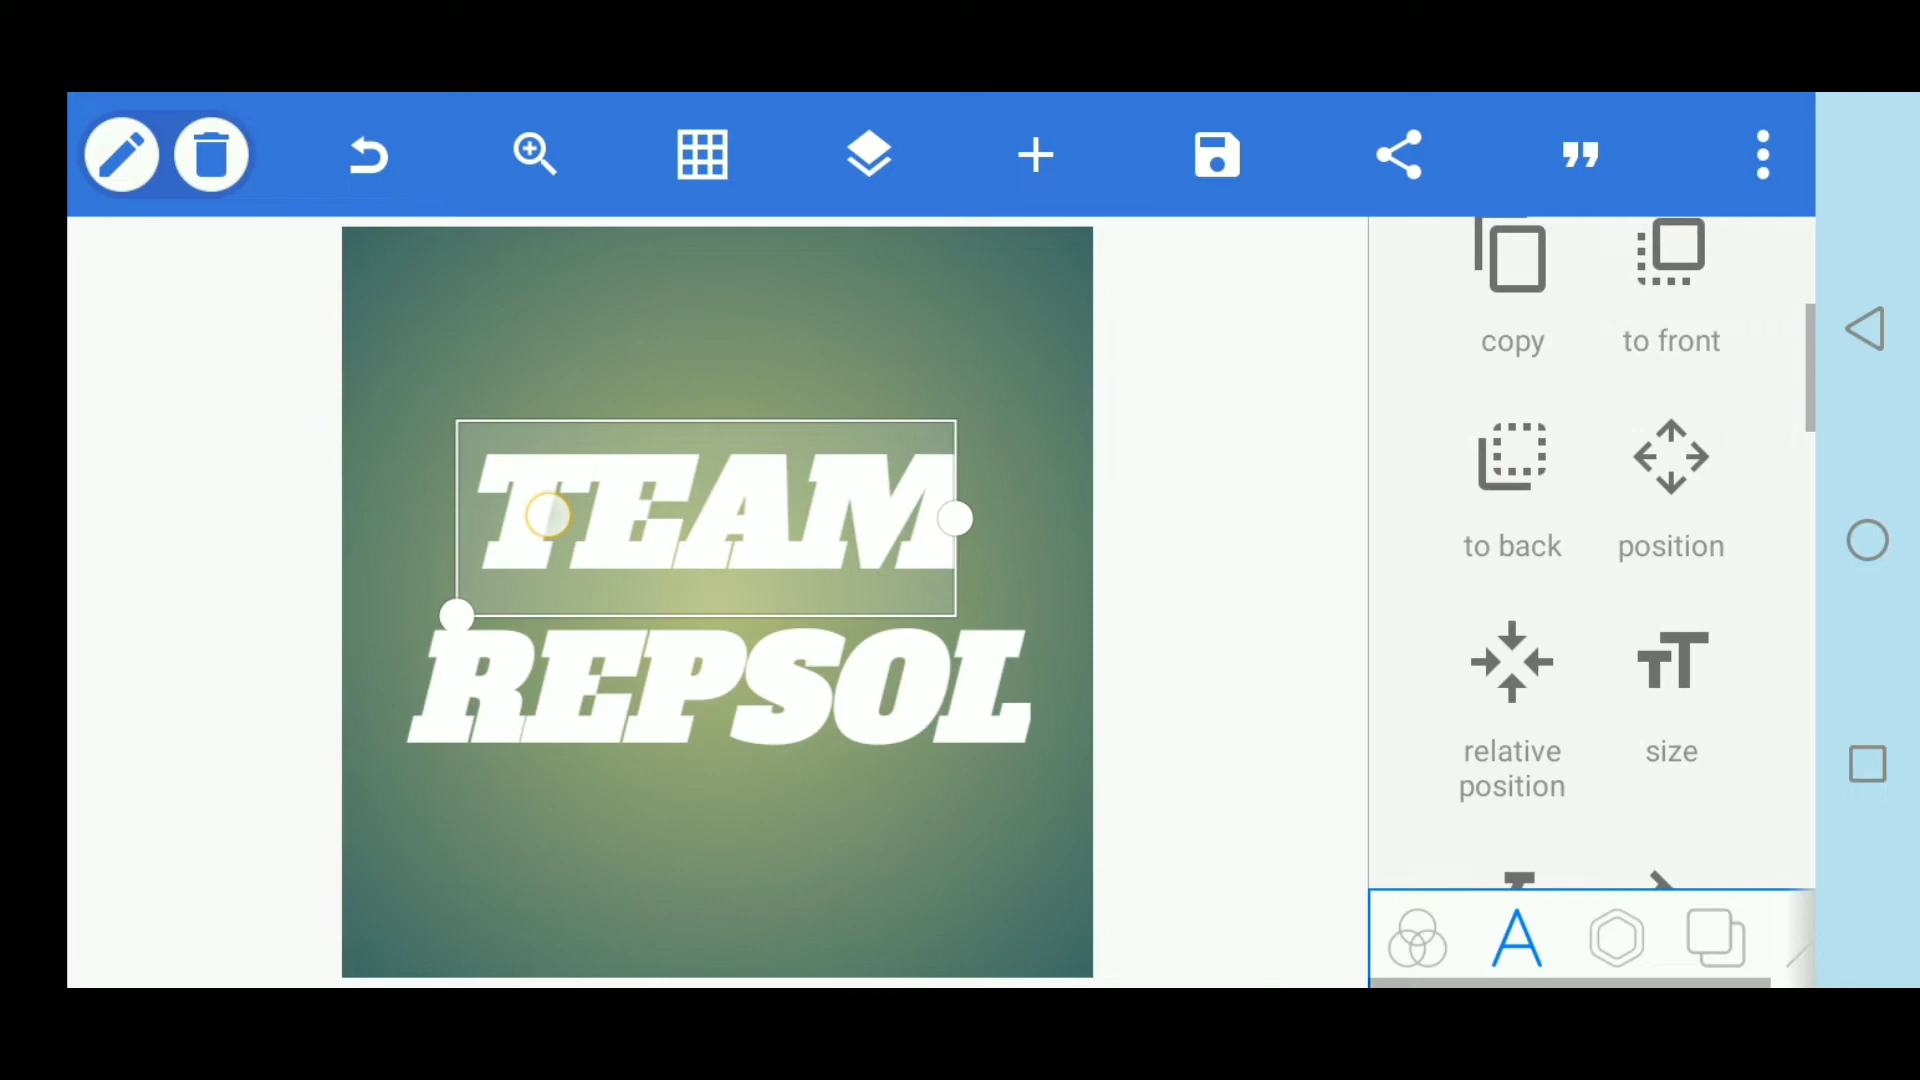 TEAM
REPSOL
copy
to front
to back
position
relative
position
size